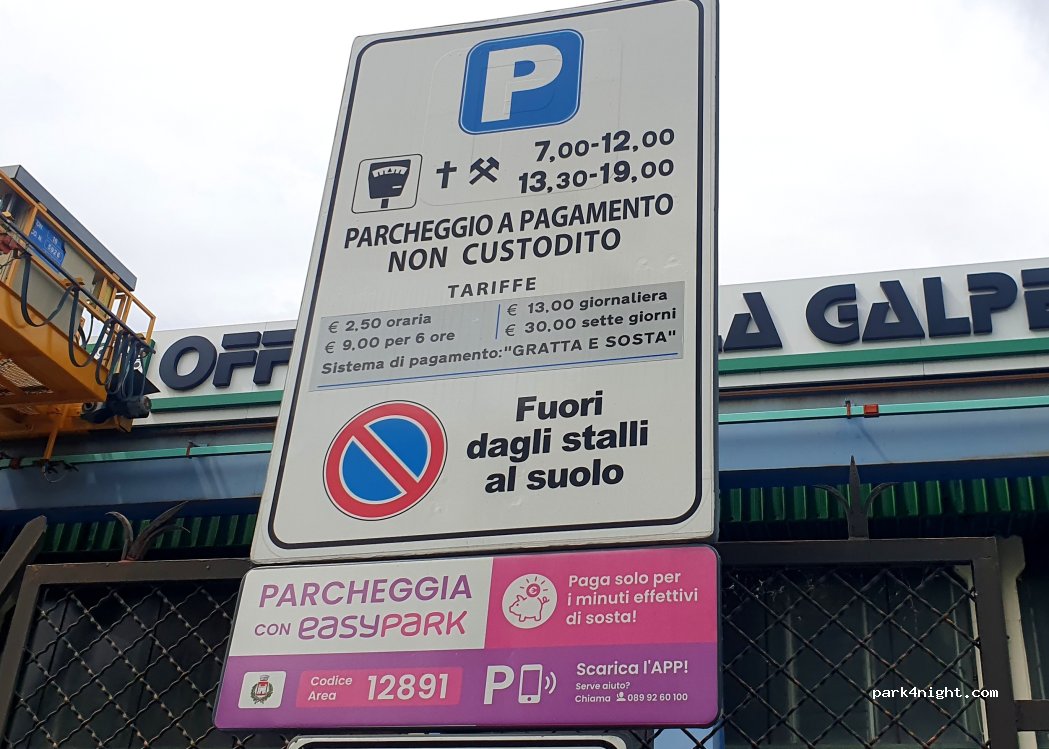 P
7,00-12,00
13,30-19,00
PARCHEGGIO A PAGAMENTO
NON CUSTODITO
TARIFFE
€ 2,50 oraria
€ 9,00 per 6 ore
€ 13,00 giornaliera
€ 30,00 sette giorni
Sistema di pagamento:"GRATTA E SOSTA"
Fuori
dagli stalli
al suolo
OFF
LA GALPE
PARCHEGGIA
CON easyPARK
Paga solo per
i minuti effettivi
di sosta!
Codice
Area
12891
P
Scarica l'APP!
Serve aiuto?
Chiama 089 92 60 100
park4night.com